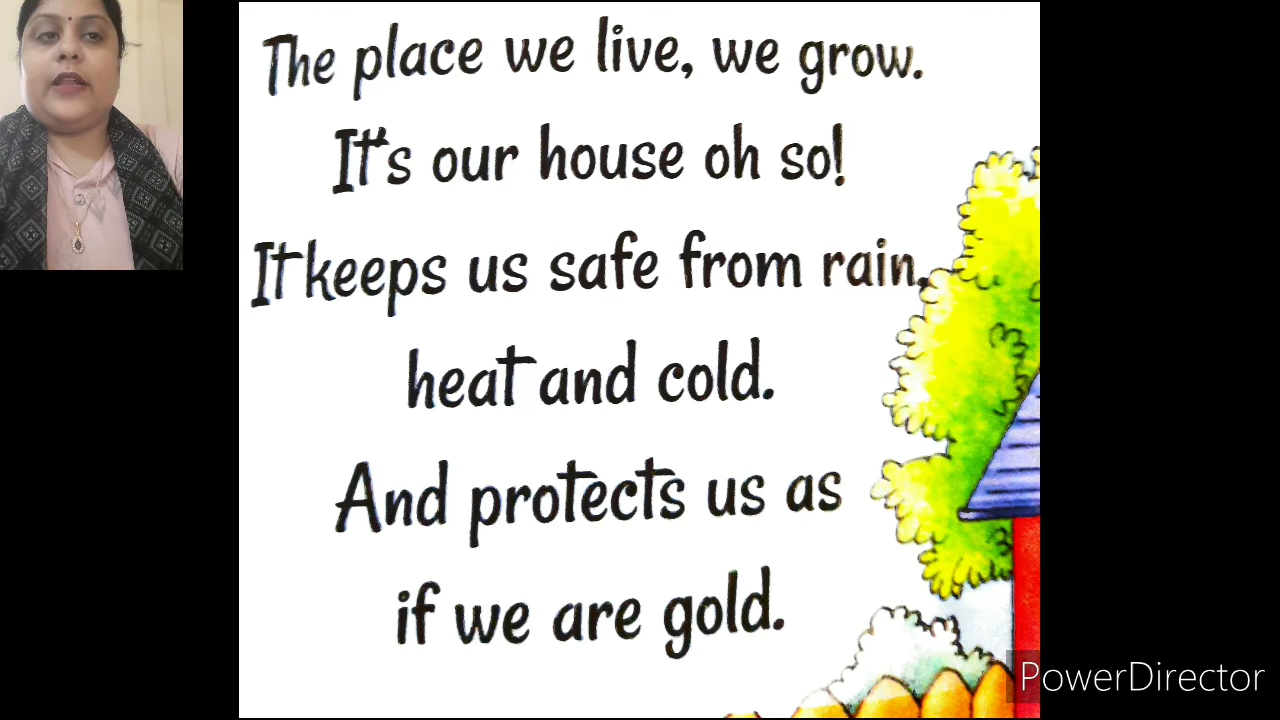 The place we live, we grow.
It's our house oh so!
It keeps us safe from rain,
heat and cold.
And protects us as
if we are gold.
PowerDirector